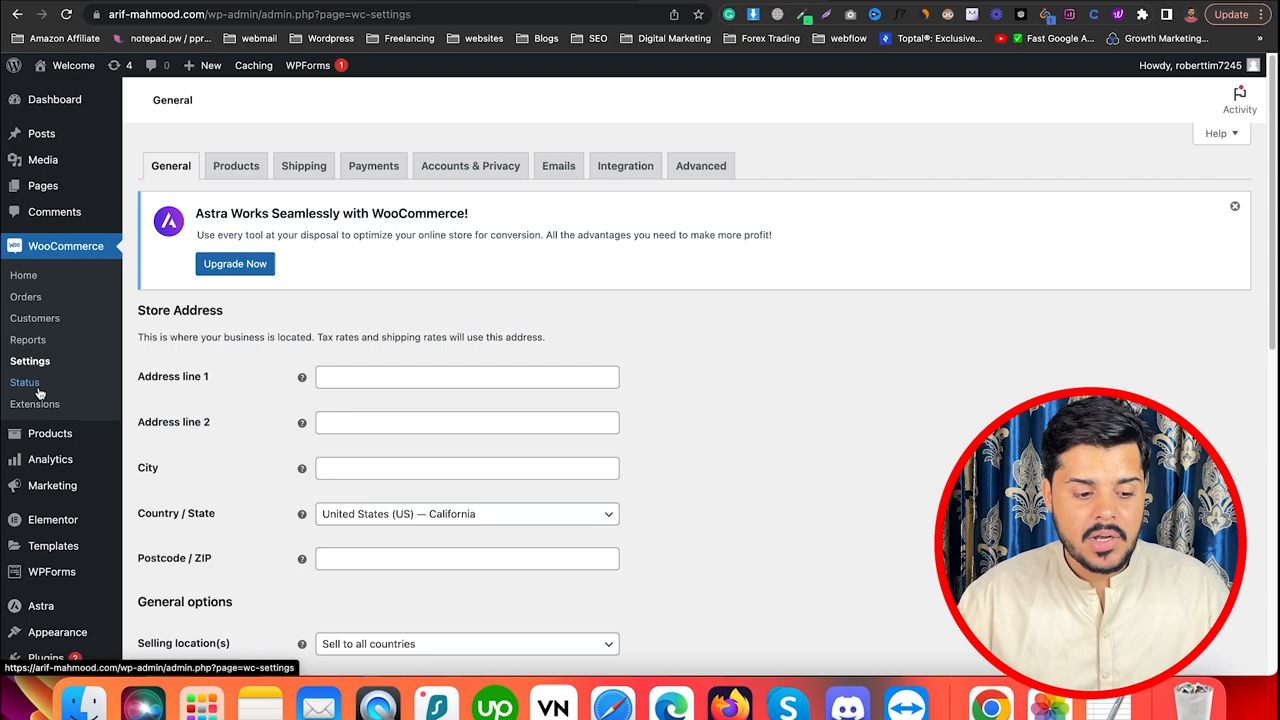 arif-mahmood.com/wp-admin/admin.php?page=wc-settings
Update
Amazon Affiliate
notepad.pw / ppr...
webmail
Wordpress
Freelancing
websites
Blogs
SEO
Digital Marketing
Forex Trading
webflow
Toptal®: Exclusive...
Fast Google A...
Growth Marketing...
»
Welcome
4
0
New
Caching
WPForms
1
Howdy, roberttim7245
Dashboard
Posts
Media
Pages
Comments
WooCommerce
Home
Orders
Customers
Reports
Settings
Status
Extensions
Products
Analytics
Marketing
Elementor
Templates
WPForms
Astra
Appearance
Plugins 2
General
Activity
Help
General
Products
Shipping
Payments
Accounts & Privacy
Emails
Integration
Advanced
Astra Works Seamlessly with WooCommerce!
Use every tool at your disposal to optimize your online store for conversion. All the advantages you need to make more profit!
Upgrade Now
Store Address
This is where your business is located. Tax rates and shipping rates will use this address.
Address line 1
Address line 2
City
Country / State
United States (US) — California
Postcode / ZIP
General options
Selling location(s)
Sell to all countries
https://arif-mahmood.com/wp-admin/admin.php?page=wc-settings
up
VN
S